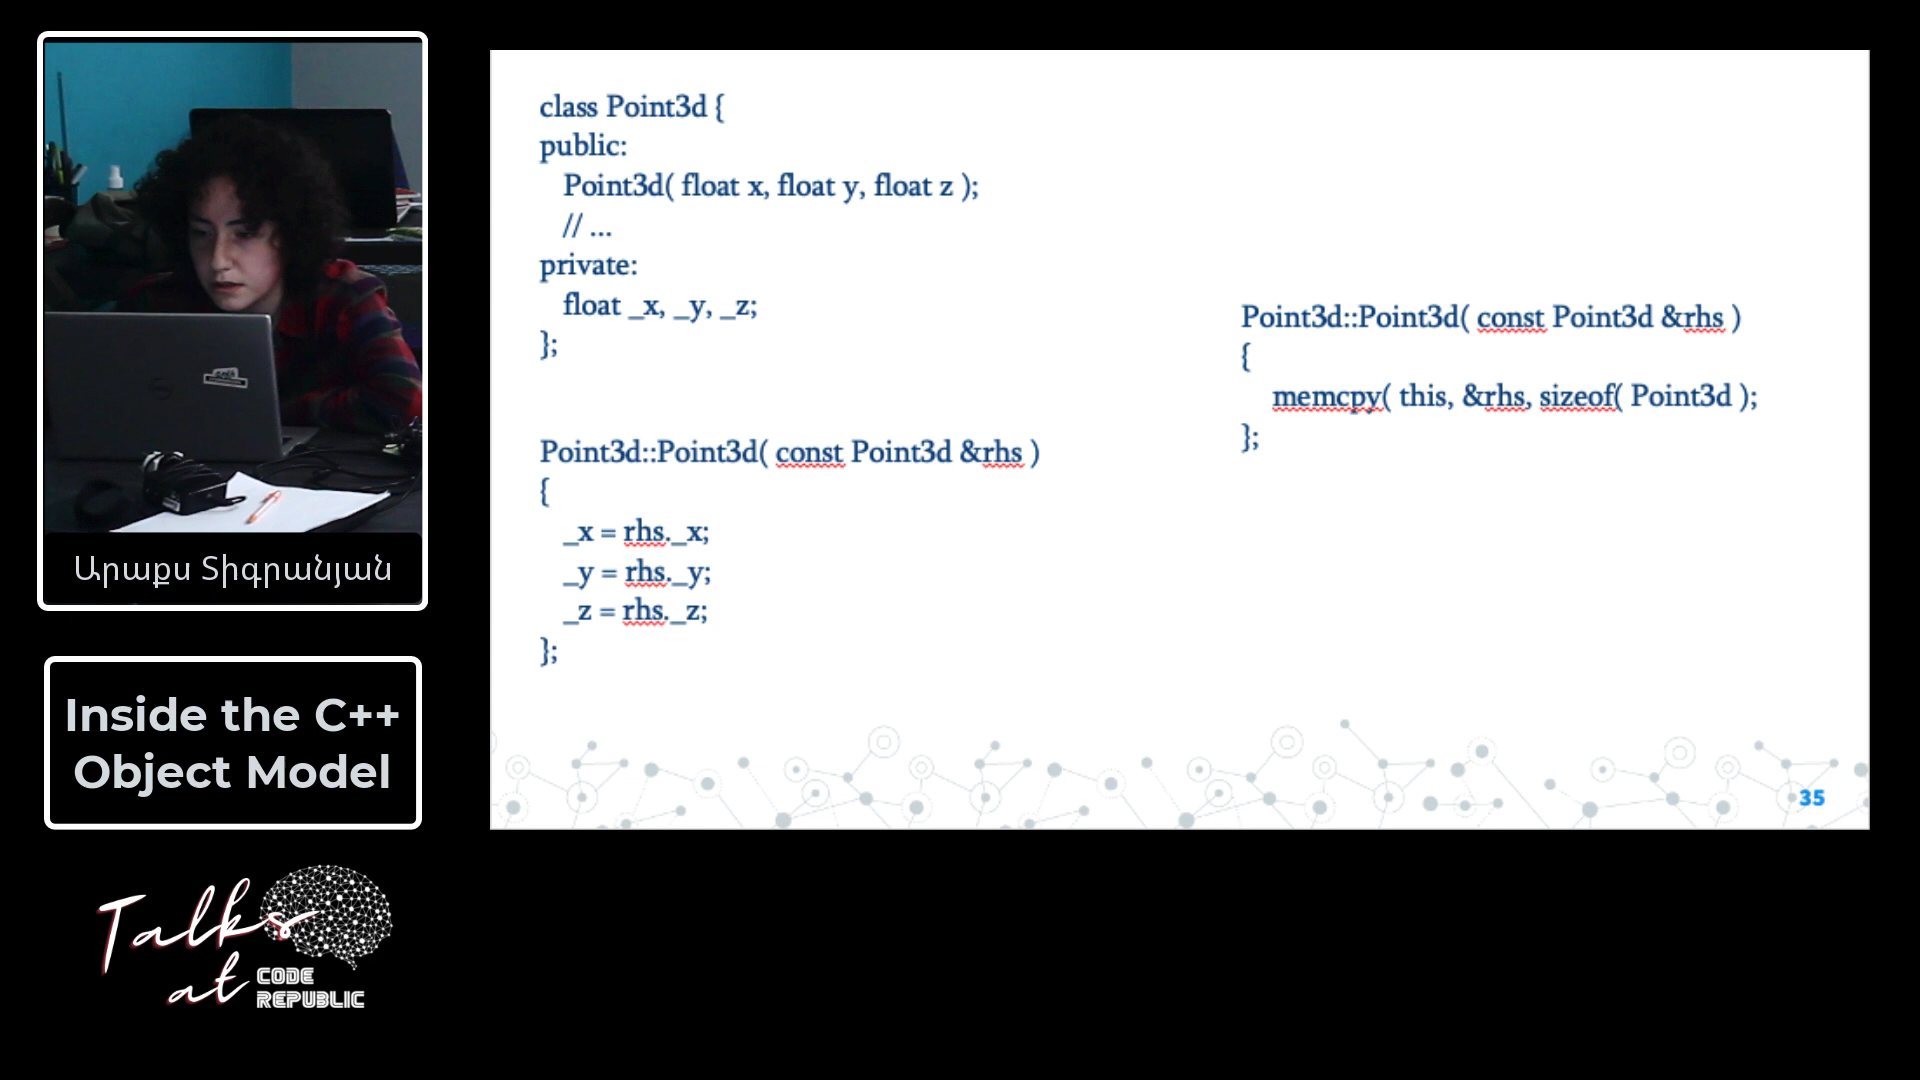 Արաքս Տիգրանյան
Inside the C++
Object Model
Talks
at
CODE
REPUBLIC
class Point3d {
public:
Point3d( float x, float y, float z );
// ...
private:
float _x, _y, _z;
};
Point3d::Point3d( const Point3d &rhs )
{
_x = rhs._x;
_y = rhs._y;
_z = rhs._z;
};
Point3d::Point3d( const Point3d &rhs )
{
memcpy( this, &rhs, sizeof( Point3d );
};
35